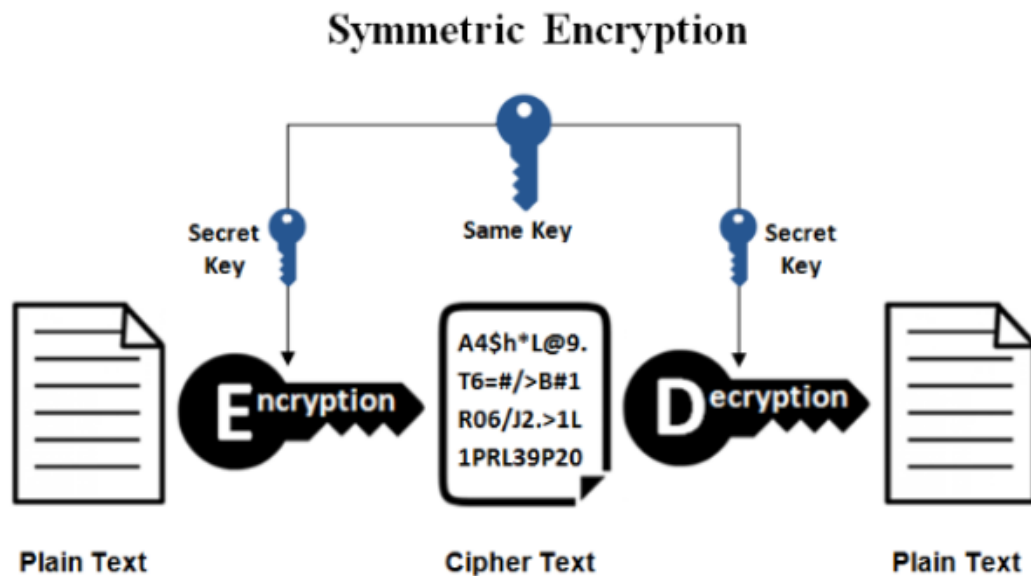 Symmetric Encryption
Secret
Key
Same Key
Secret
Key
Encryption
A4$h*L@9.
T6=#/>B#1
R06/J2.>1L
1PRL39P20
Decryption
Plain Text
Cipher Text
Plain Text